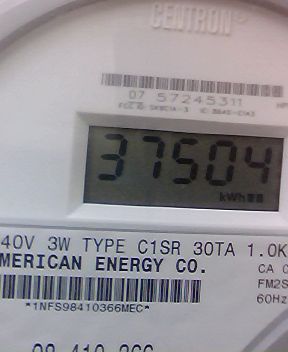 CENTRON®
07 57245311
37504
kWh
40V 3W TYPE C1SR 30TA 1.0K
MERICAN ENERGY CO.
CA 0
FM2S
60Hz
*1NFS98410366MEC*